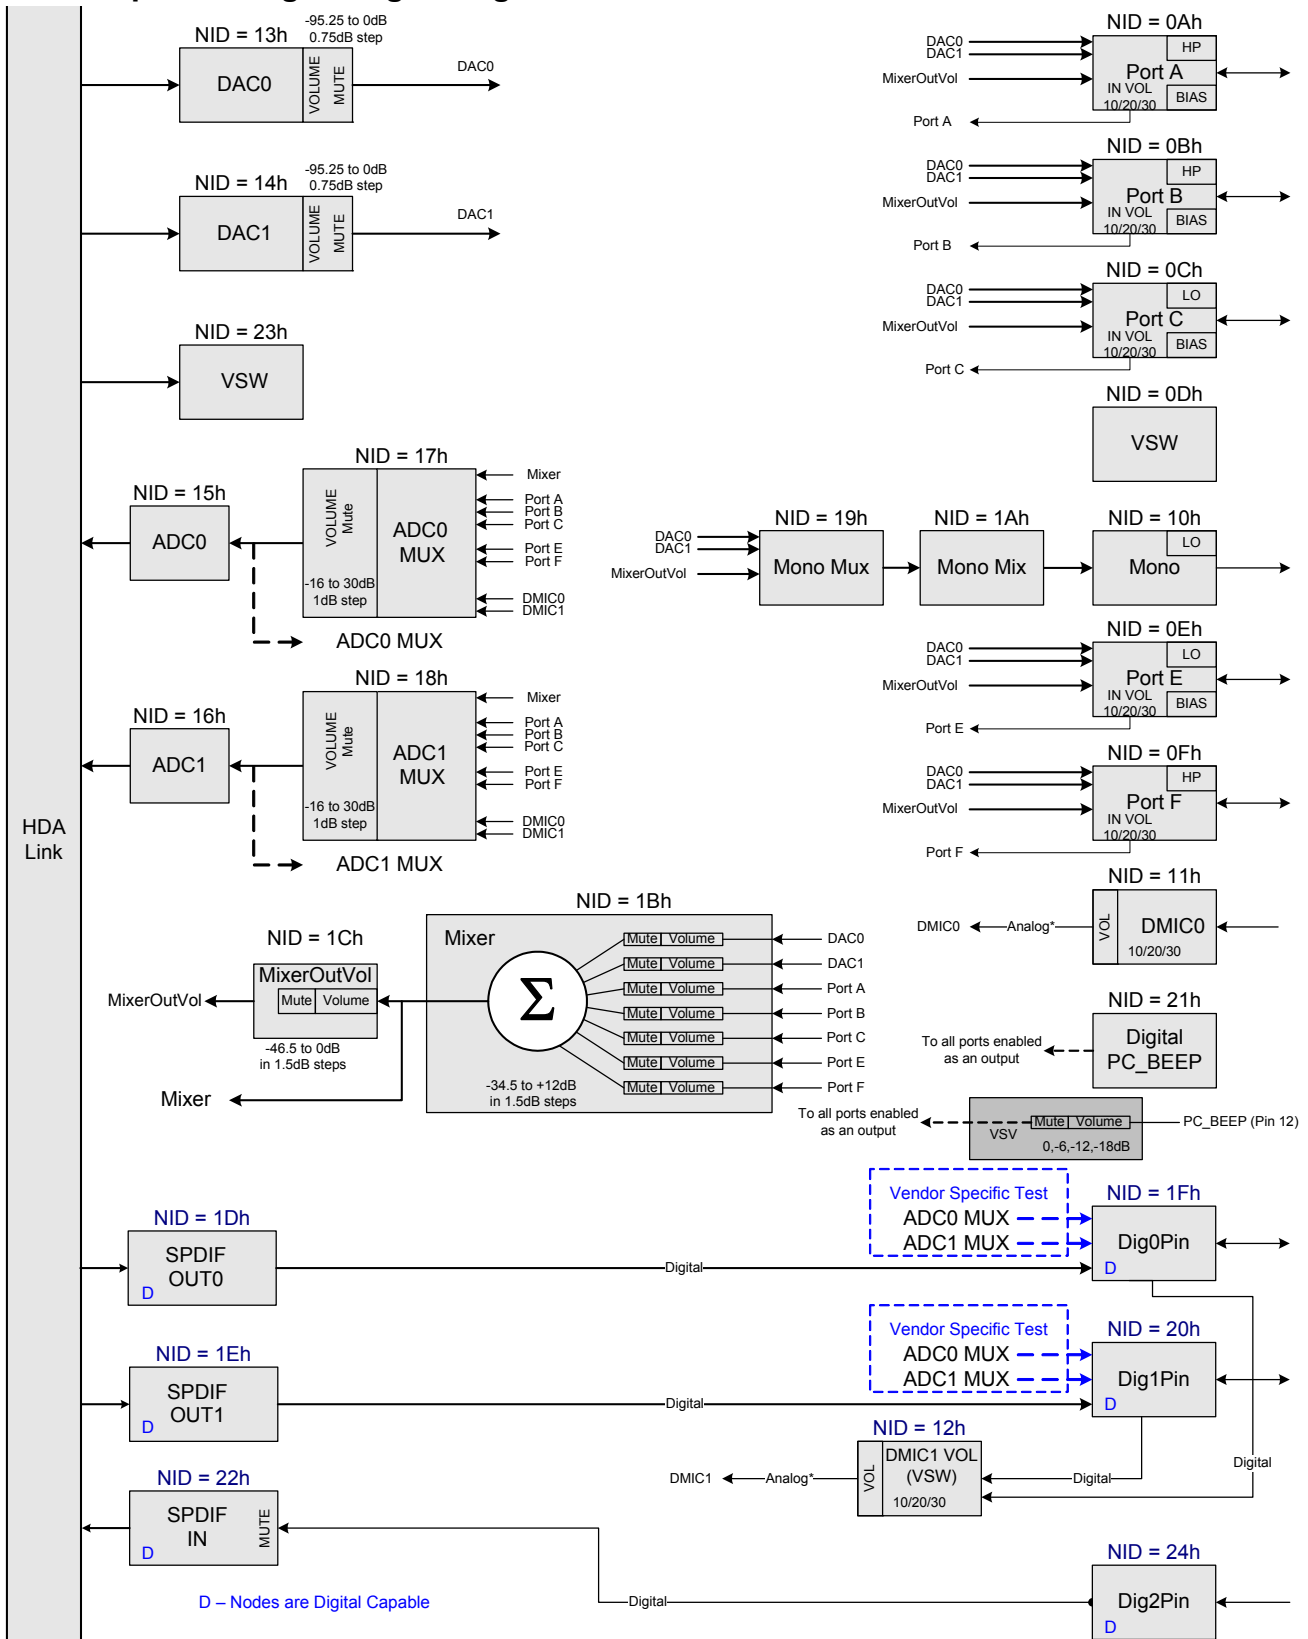 HDA
Link
NID = 13h
-95.25 to 0dB
0.75dB step
DAC0
VOLUME
MUTE
DAC0
NID = 14h
-95.25 to 0dB
0.75dB step
DAC1
VOLUME
MUTE
DAC1
NID = 23h
VSW
NID = 17h
NID = 15h
ADC0
VOLUME
Mute
-16 to 30dB
1dB step
ADC0
MUX
Mixer
Port A
Port B
Port C
Port E
Port F
DMIC0
DMIC1
ADC0 MUX
NID = 18h
NID = 16h
ADC1
VOLUME
Mute
-16 to 30dB
1dB step
ADC1
MUX
Mixer
Port A
Port B
Port C
Port E
Port F
DMIC0
DMIC1
ADC1 MUX
NID = 0Ah
DAC0
DAC1
MixerOutVol
Port A
HP
Port A
IN VOL
10/20/30
BIAS
NID = 0Bh
DAC0
DAC1
MixerOutVol
Port B
HP
Port B
IN VOL
10/20/30
BIAS
NID = 0Ch
DAC0
DAC1
MixerOutVol
Port C
LO
Port C
IN VOL
10/20/30
BIAS
NID = 0Dh
VSW
NID = 19h
NID = 1Ah
NID = 10h
DAC0
DAC1
MixerOutVol
Mono Mux
Mono Mix
LO
Mono
NID = 0Eh
DAC0
DAC1
MixerOutVol
Port E
LO
Port E
IN VOL
10/20/30
BIAS
NID = 0Fh
DAC0
DAC1
MixerOutVol
Port F
HP
Port F
IN VOL
10/20/30
NID = 11h
DMIC0
Analog*
VOL
DMIC0
10/20/30
NID = 1Bh
Mixer
Σ
Mute Volume
DAC0
Mute Volume
DAC1
Mute Volume
Port A
Mute Volume
Port B
Mute Volume
Port C
Mute Volume
Port E
Mute Volume
Port F
-34.5 to +12dB
in 1.5dB steps
NID = 1Ch
MixerOutVol
Mute Volume
MixerOutVol
-46.5 to 0dB
in 1.5dB steps
Mixer
NID = 21h
To all ports enabled
as an output
Digital
PC_BEEP
To all ports enabled
as an output
VSV
Mute Volume
0,-6,-12,-18dB
PC_BEEP (Pin 12)
Vendor Specific Test
ADC0 MUX
ADC1 MUX
NID = 1Fh
Dig0Pin
D
NID = 1Dh
SPDIF
OUT0
D
Digital
Vendor Specific Test
ADC0 MUX
ADC1 MUX
NID = 20h
Dig1Pin
D
NID = 1Eh
SPDIF
OUT1
D
Digital
NID = 12h
DMIC1
Analog*
VOL
DMIC1 VOL
(VSW)
10/20/30
Digital
Digital
NID = 22h
SPDIF
IN
D
MUTE
NID = 24h
Digital
Dig2Pin
D
D – Nodes are Digital Capable